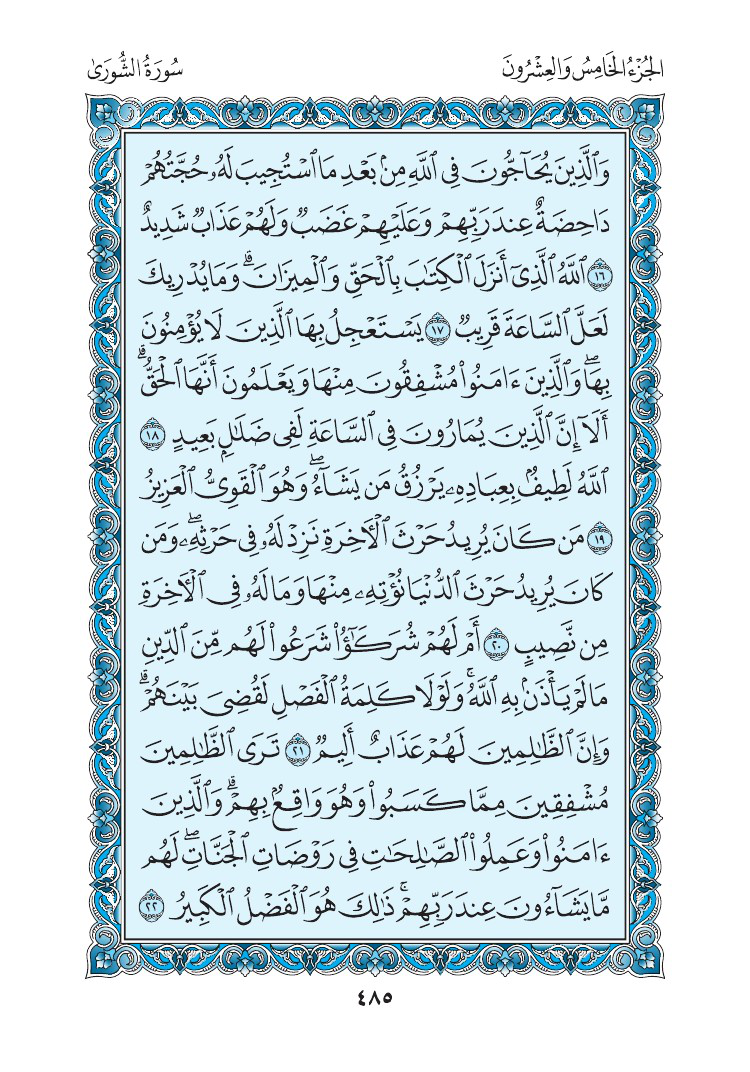 الجُزْءُ الخَامِسُ وَالعِشْرُونَ
سُورَةُ الشُّورَىٰ
وَٱلَّذِينَ يُحَآجُّونَ فِي ٱللَّهِ مِنۢ بَعْدِ مَا ٱسْتُجِيبَ لَهُۥ حُجَّتُهُمْ
دَاحِضَةٌ عِندَ رَبِّهِمْ وَعَلَيْهِمْ غَضَبٌ وَلَهُمْ عَذَابٌ شَدِيدٌ
١٦ ٱللَّهُ ٱلَّذِيٓ أَنزَلَ ٱلْكِتَٰبَ بِٱلْحَقِّ وَٱلْمِيزَانَۗ وَمَا يُدْرِيكَ
لَعَلَّ ٱلسَّاعَةَ قَرِيبٌ ١٧ يَسْتَعْجِلُ بِهَا ٱلَّذِينَ لَا يُؤْمِنُونَ
بِهَاۖ وَٱلَّذِينَ ءَامَنُوا۟ مُشْفِقُونَ مِنْهَا وَيَعْلَمُونَ أَنَّهَا ٱلْحَقُّۗ
أَلَآ إِنَّ ٱلَّذِينَ يُمَارُونَ فِي ٱلسَّاعَةِ لَفِي ضَلَٰلٍۭ بَعِيدٍ ١٨
ٱللَّهُ لَطِيفُۢ بِعِبَادِهِۦ يَرْزُقُ مَن يَشَآءُۖ وَهُوَ ٱلْقَوِيُّ ٱلْعَزِيزُ
١٩ مَن كَانَ يُرِيدُ حَرْثَ ٱلْأٓخِرَةِ نَزِدْ لَهُۥ فِي حَرْثِهِۦۖ وَمَن
كَانَ يُرِيدُ حَرْثَ ٱلدُّنْيَا نُؤْتِهِۦ مِنْهَا وَمَا لَهُۥ فِي ٱلْأٓخِرَةِ
مِن نَّصِيبٍ ٢٠ أَمْ لَهُمْ شُرَكَٰٓؤُا۟ شَرَعُوا۟ لَهُم مِّنَ ٱلدِّينِ
مَا لَمْ يَأْذَنۢ بِهِ ٱللَّهُۚ وَلَوْلَا كَلِمَةُ ٱلْفَصْلِ لَقُضِيَ بَيْنَهُمْۗ
وَإِنَّ ٱلظَّٰلِمِينَ لَهُمْ عَذَابٌ أَلِيمٌ ٢١ تَرَى ٱلظَّٰلِمِينَ
مُشْفِقِينَ مِمَّا كَسَبُوا۟ وَهُوَ وَاقِعُۢ بِهِمْۗ وَٱلَّذِينَ
ءَامَنُوا۟ وَعَمِلُوا۟ ٱلصَّٰلِحَٰتِ فِي رَوْضَاتِ ٱلْجَنَّاتِۖ لَهُم
مَّا يَشَآءُونَ عِندَ رَبِّهِمْۚ ذَٰلِكَ هُوَ ٱلْفَضْلُ ٱلْكَبِيرُ ٢٢
٤٨٥